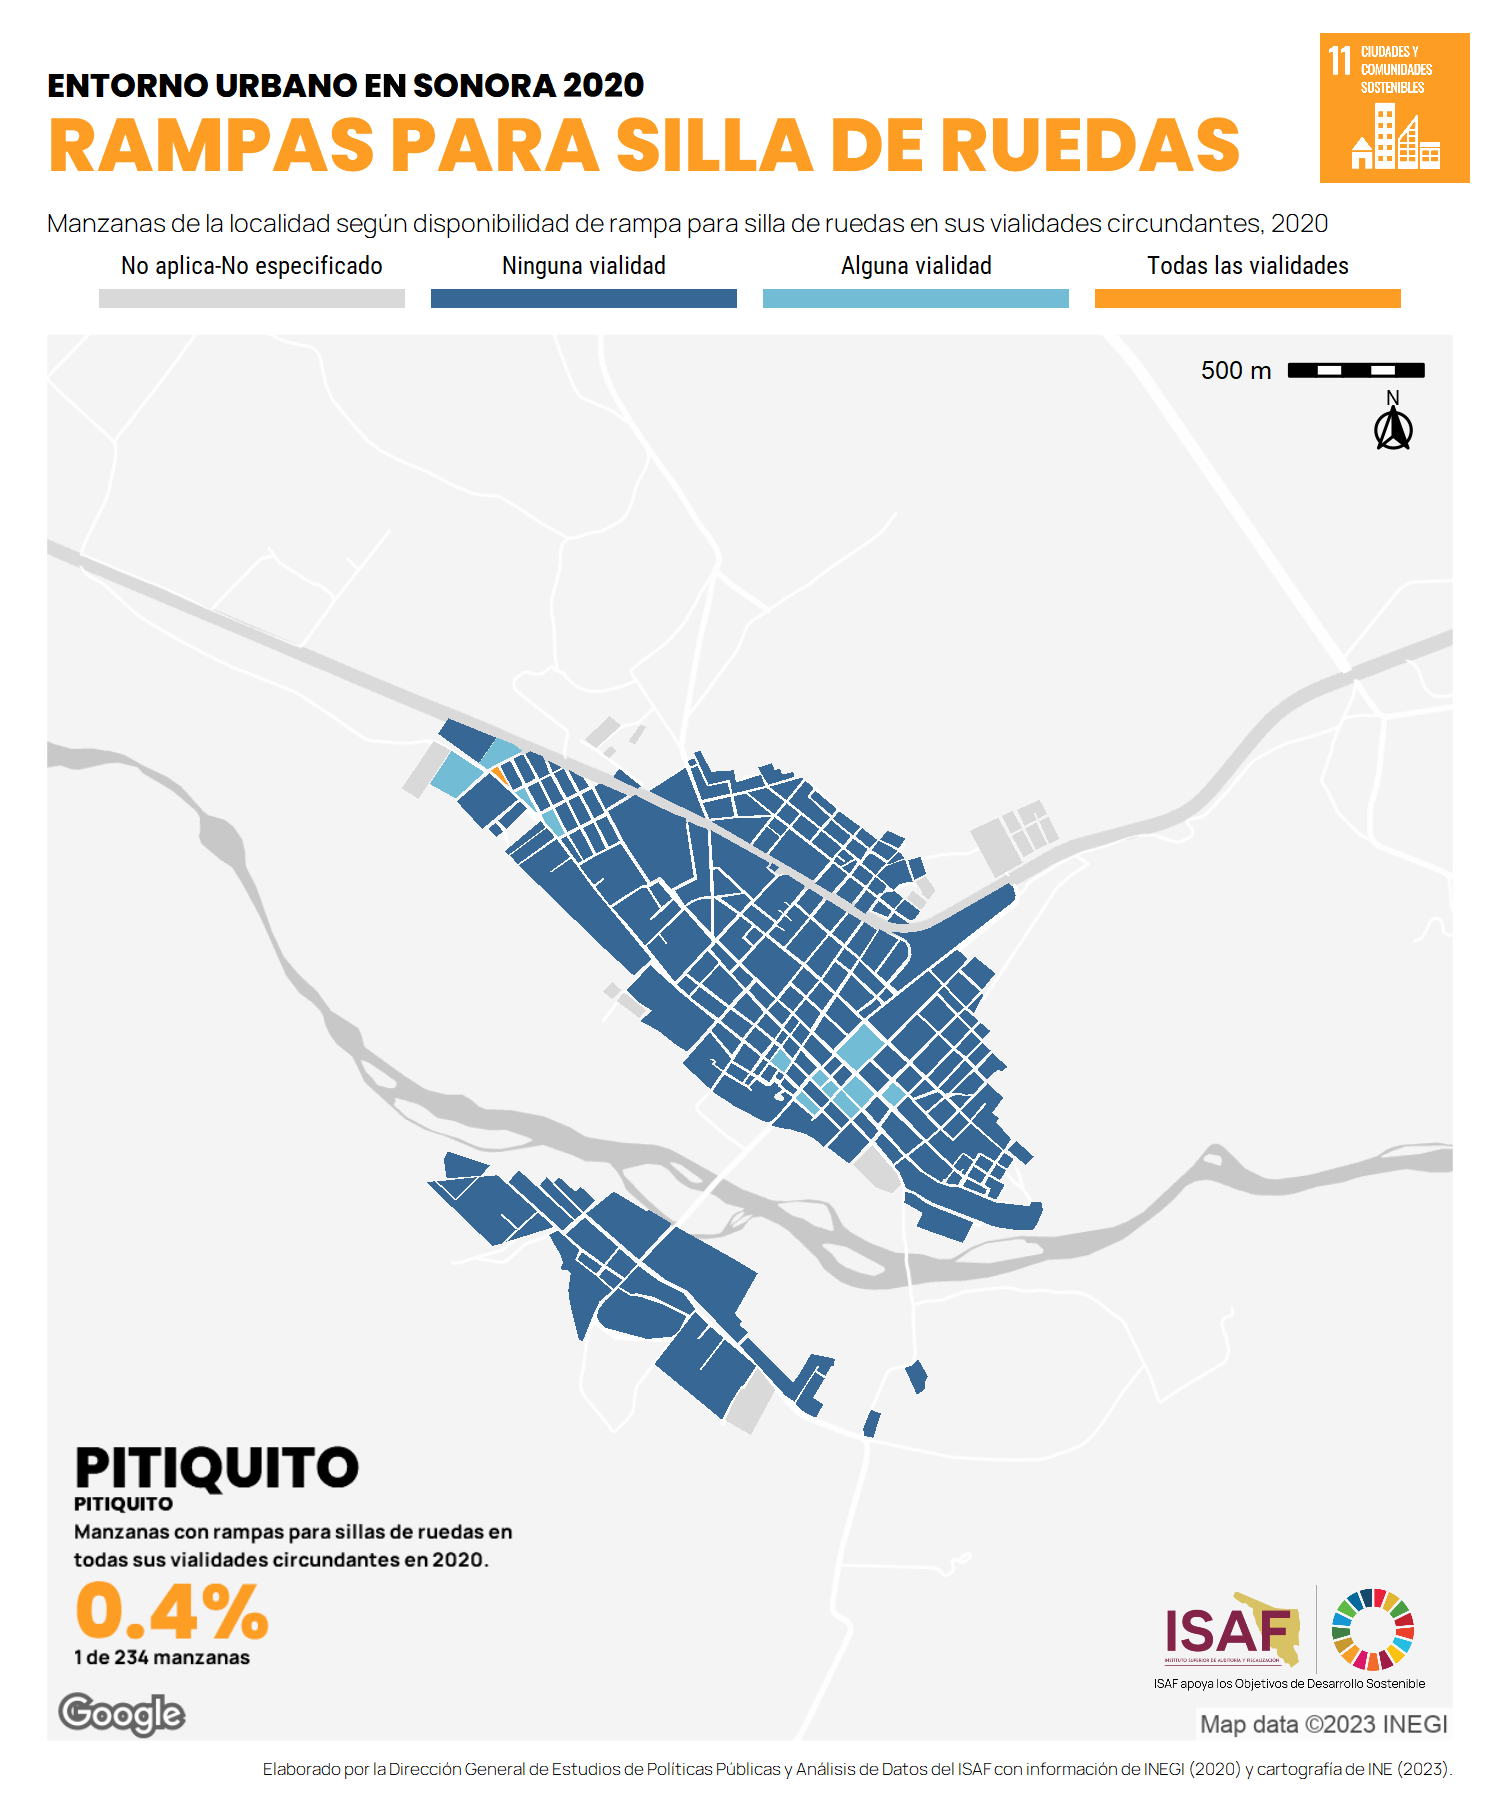 11 CIUDADES Y
COMUNIDADES
SOSTENIBLES
ENTORNO URBANO EN SONORA 2020
RAMPAS PARA SILLA DE RUEDAS
Manzanas de la localidad según disponibilidad de rampa para silla de ruedas en sus vialidades circundantes, 2020
No aplica-No especificado
Ninguna vialidad
Alguna vialidad
Todas las vialidades
500 m
N
PITIQUITO
PITIQUITO
Manzanas con rampas para sillas de ruedas en
todas sus vialidades circundantes en 2020.
0.4%
1 de 234 manzanas
Google
ISAF
INSTITUTO SUPERIOR DE AUDITORÍA Y FISCALIZACIÓN
ISAF apoya los Objetivos de Desarrollo Sostenible
Map data ©2023 INEGI
Elaborado por la Dirección General de Estudios de Políticas Públicas y Análisis de Datos del ISAF con información de INEGI (2020) y cartografía de INE (2023).